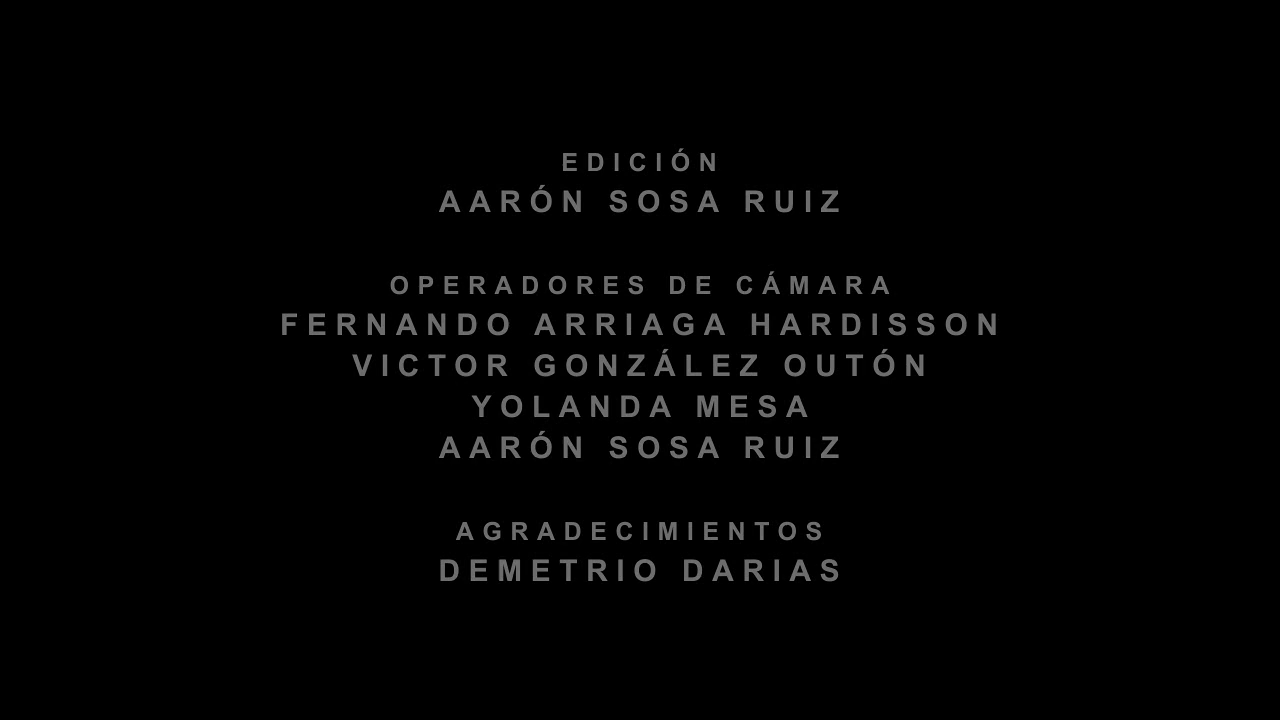 EDICIÓN
AARÓN SOSA RUIZ
OPERADORES DE CÁMARA
FERNANDO ARRIAGA HARDISSON
VICTOR GONZÁLEZ OUTÓN
YOLANDA MESA
AARÓN SOSA RUIZ
AGRADECIMIENTOS
DEMETRIO DARIAS